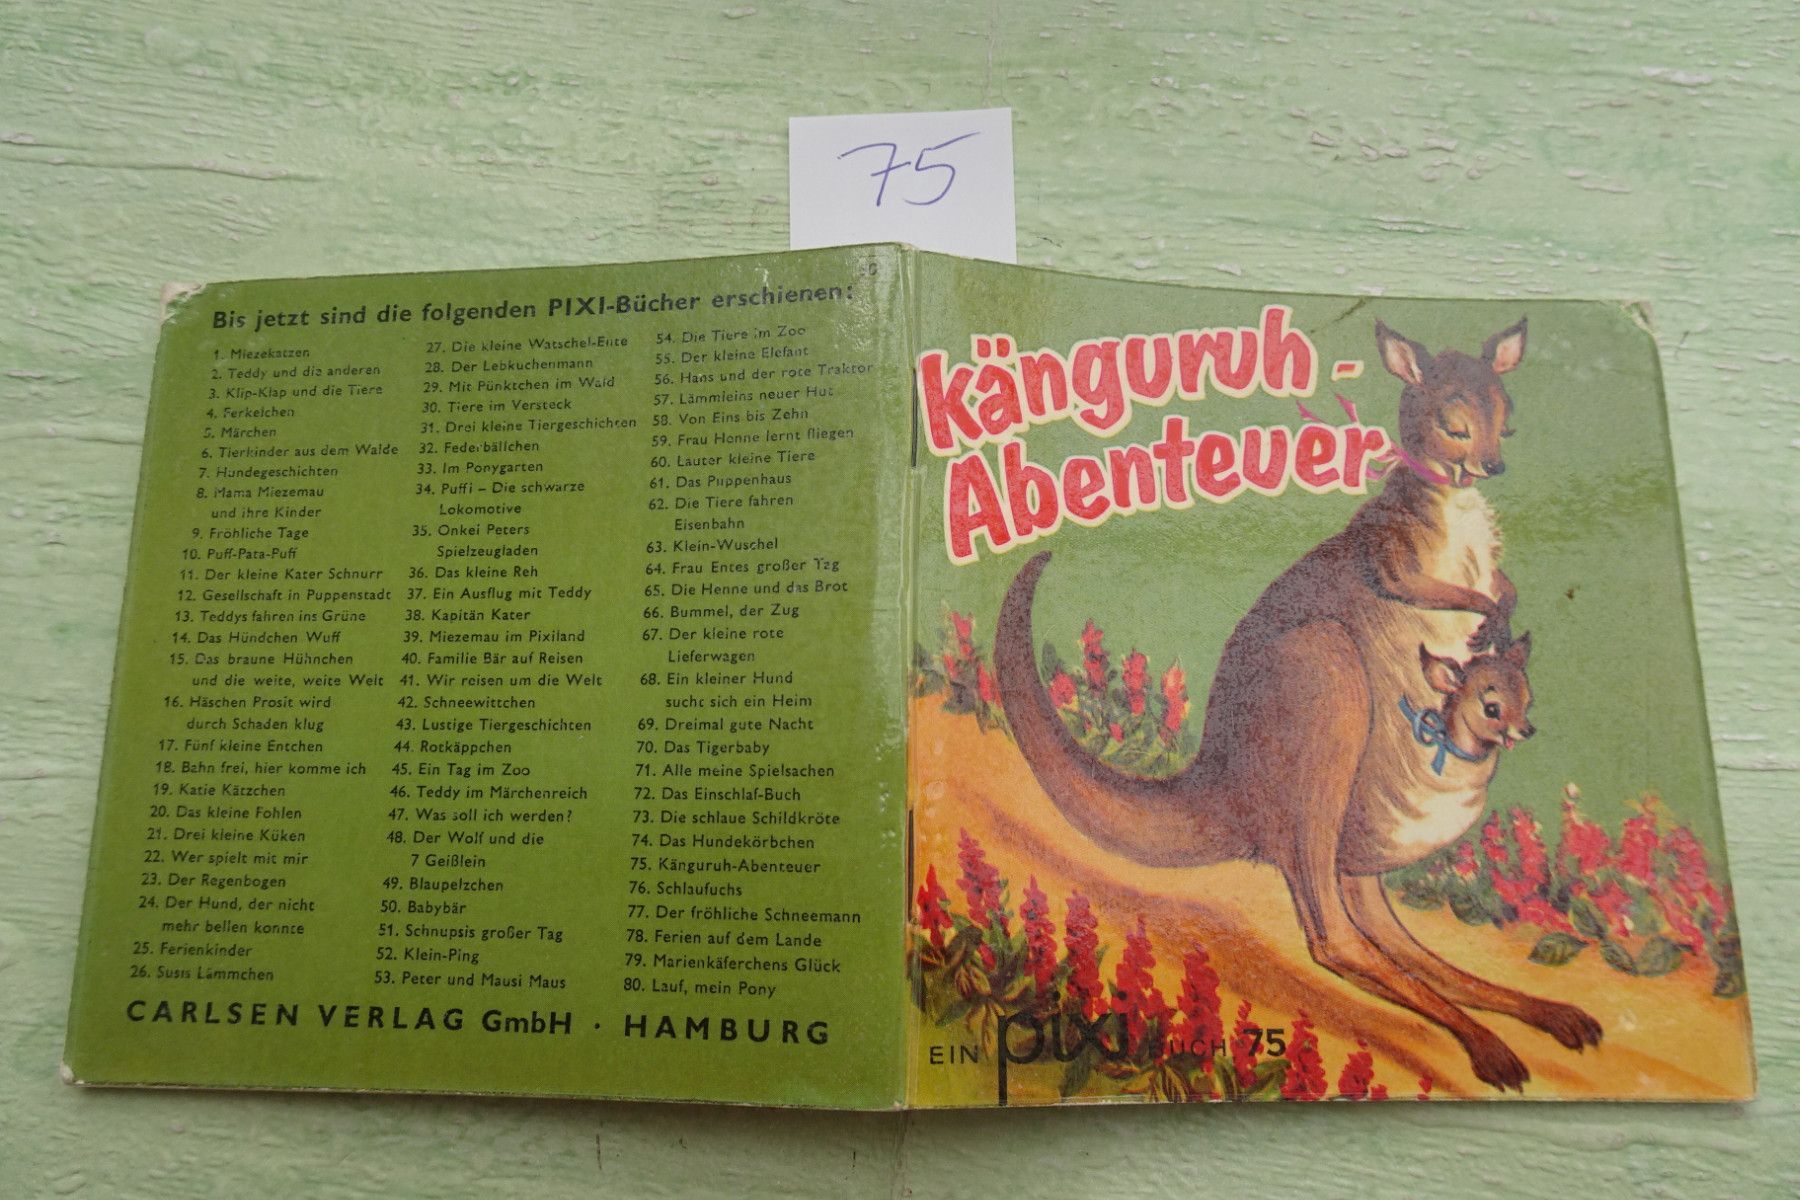 75
Bis jetzt sind die folgenden PIXI-Bücher erschienen:
1. Miezekatzen
2. Teddy und die anderen
3. Klip-Klap und die Tiere
4. Ferkelchen
5. Märchen
6. Tierkinder aus dem Walde
7. Hundegeschichten
8. Mama Miezemau
und ihre Kinder
9. Fröhliche Tage
10. Puff-Pata-Puff
11. Der kleine Kater Schnurr
12. Gesellschaft in Puppenstadt
13. Teddys fahren ins Grüne
14. Das Hündchen Wuff
15. Das braune Hühnchen
und die weite, weite Welt
16. Häschen Prosit wird
durch Schaden klug
17. Fünf kleine Entchen
18. Bahn frei, hier komme ich
19. Katie Kätzchen
20. Das kleine Fohlen
21. Drei kleine Küken
22. Wer spielt mit mir
23. Der Regenbogen
24. Der Hund, der nicht
mehr bellen konnte
25. Ferienkinder
26. Susis Lämmchen
27. Die kleine Watschel-Ente
28. Der Lebkuchenmann
29. Mit Pünktchen im Wald
30. Tiere im Versteck
31. Drei kleine Tiergeschichten
32. Federbällchen
33. Im Ponygarten
34. Puffi – Die schwarze
Lokomotive
35. Onkel Peters
Spielzeugladen
36. Das kleine Reh
37. Ein Ausflug mit Teddy
38. Kapitän Kater
39. Miezemau im Pixiland
40. Familie Bär auf Reisen
41. Wir reisen um die Welt
42. Schneewittchen
43. Lustige Tiergeschichten
44. Rotkäppchen
45. Ein Tag im Zoo
46. Teddy im Märchenreich
47. Was soll ich werden?
48. Der Wolf und die
7 Geißlein
49. Blaupelzchen
50. Babybär
51. Schnupsis großer Tag
52. Klein-Ping
53. Peter und Mausi Maus
54. Die Tiere im Zoo
55. Der kleine Elefant
56. Hans und der rote Traktor
57. Lämmleins neuer Hut
58. Von Eins bis Zehn
59. Frau Henne lernt fliegen
60. Lauter kleine Tiere
61. Das Puppenhaus
62. Die Tiere fahren
Eisenbahn
63. Klein-Wuschel
64. Frau Entes großer Tag
65. Die Henne und das Brot
66. Bummel, der Zug
67. Der kleine rote
Lieferwagen
68. Ein kleiner Hund
sucht sich ein Heim
69. Dreimal gute Nacht
70. Das Tigerbaby
71. Alle meine Spielsachen
72. Das Einschlaf-Buch
73. Die schlaue Schildkröte
74. Das Hundekörbchen
75. Känguruh-Abenteuer
76. Schlaufuchs
77. Der fröhliche Schneemann
78. Ferien auf dem Lande
79. Marienkäferchens Glück
80. Lauf, mein Pony
CARLSEN VERLAG GmbH · HAMBURG
Känguruh-
Abenteuer
EIN pixi BUCH 75